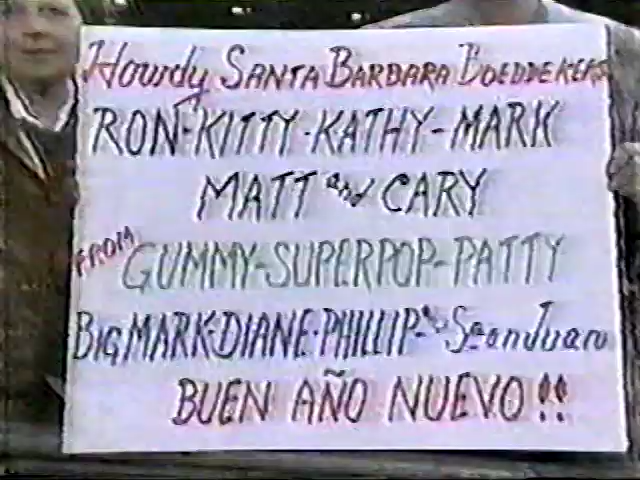 Howdy SANTA BARBARA BOEDDEKERS
RON-KITTY-KATHY-MARK
MATT and CARY
FROM GUMMY-SUPERPOP-PATTY
BIG MARK-DIANE-PHILLIP-& Sean Juan
BUEN AÑO NUEVO!!